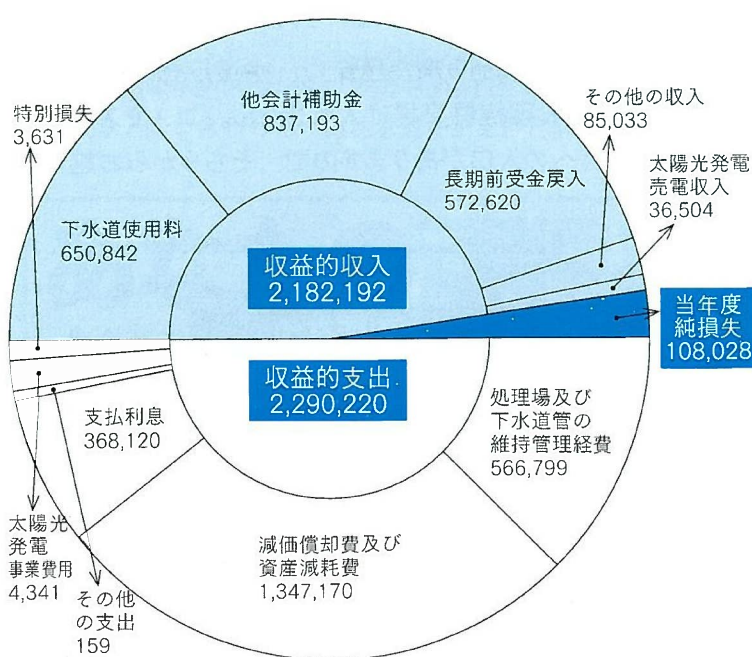 他会計補助金
837,193
その他の収入
85,033
特別損失
3,631
太陽光発電
売電収入
36,504
長期前受金戻入
572,620
下水道使用料
650,842
収益的収入
2,182,192
当年度
純損失
108,028
収益的支出
2,290,220
処理場及び
下水道管の
維持管理経費
566,799
支払利息
368,120
減価償却費及び
資産減耗費
1,347,170
太陽光
発電
事業費用
4,341
その他
の支出
159